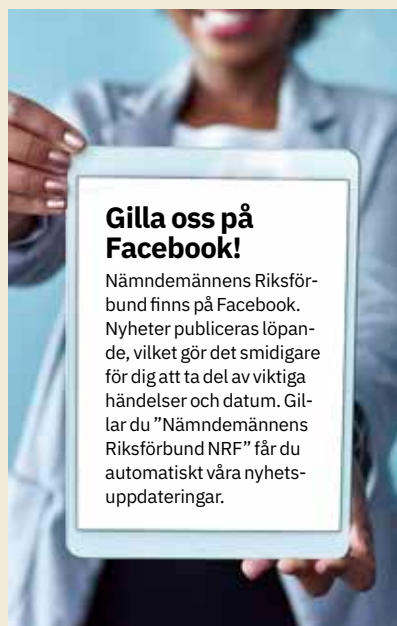 Gilla oss på
Facebook!
Nämndemännens Riksför-
bund finns på Facebook.
Nyheter publiceras löpan-
de, vilket gör det smidigare
för dig att ta del av viktiga
händelser och datum. Gil-
lar du ”Nämndemännens
Riksförbund NRF” får du
automatiskt våra nyhets-
uppdateringar.